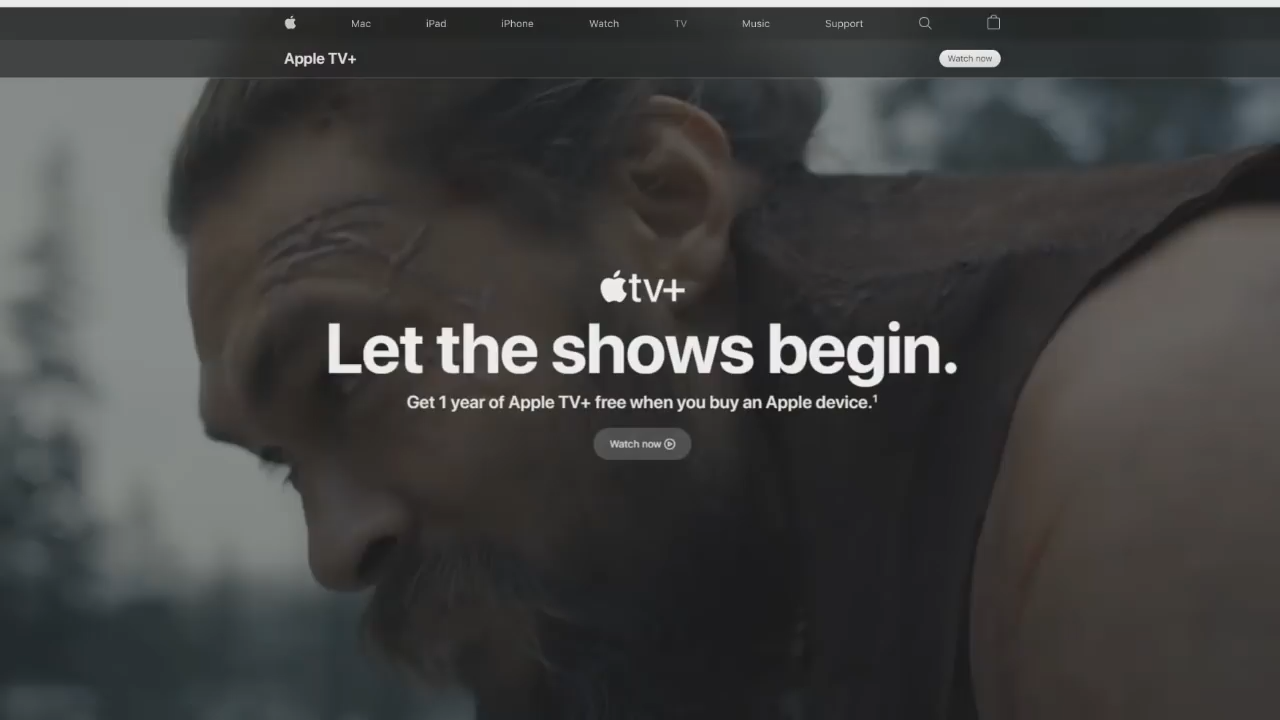 Mac iPad iPhone Watch TV Music Support
Apple TV+ Watch now
tv+
Let the shows begin.
Get 1 year of Apple TV+ free when you buy an Apple device.¹
Watch now